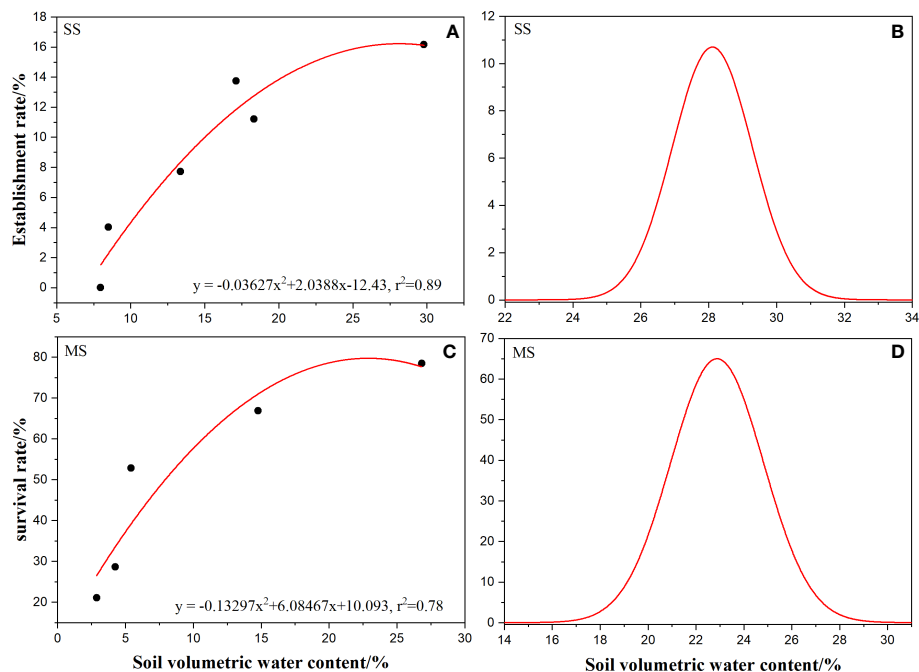 SS
A
Establishment rate/%
18
16
14
12
10
8
6
4
2
0
y = -0.03627x²+2.0388x-12.43, r²=0.89
5 10 15 20 25 30
SS
B
12
10
8
6
4
2
0
22 24 26 28 30 32 34
MS
C
survival rate/%
80
70
60
50
40
30
20
y = -0.13297x²+6.08467x+10.093, r²=0.78
0 5 10 15 20 25 30
Soil volumetric water content/%
MS
D
70
60
50
40
30
20
10
0
14 16 18 20 22 24 26 28 30
Soil volumetric water content/%